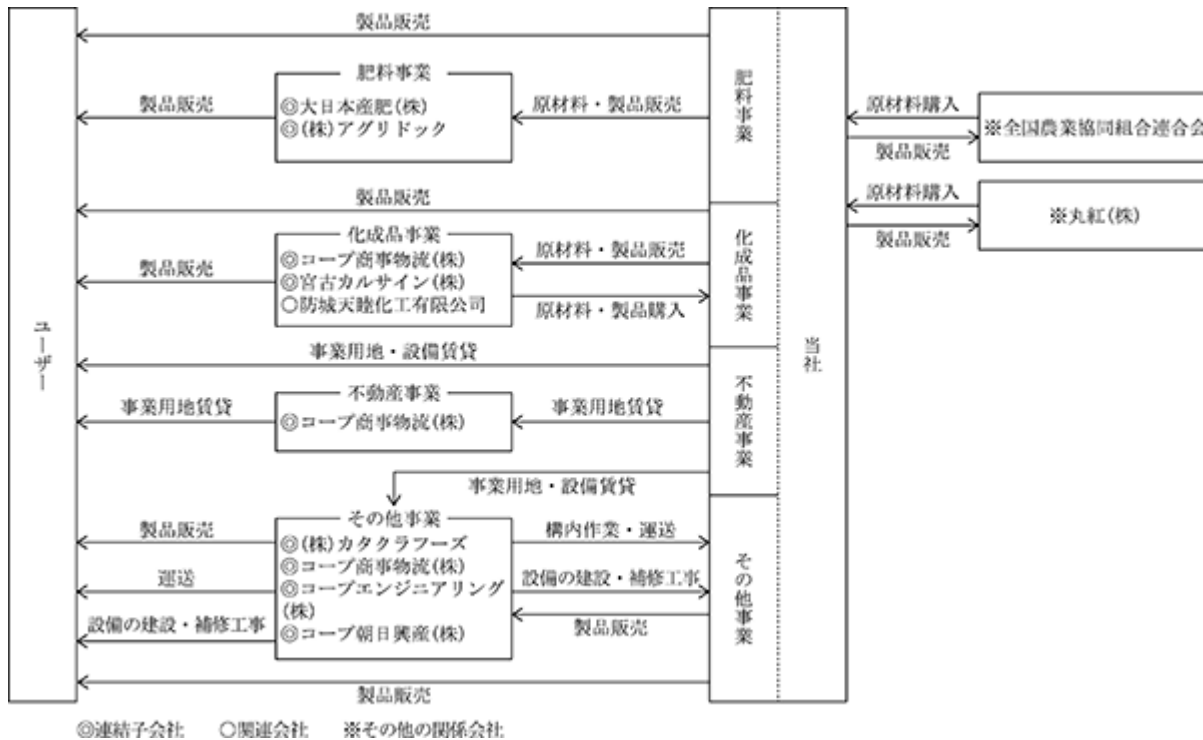 製品販売
肥料事業
製品販売
◎大日本産肥(株)
◎(株)アグリドック
原材料・製品販売
肥料事業
原材料購入
※全国農業協同組合連合会
製品販売
原材料購入
※丸紅(株)
製品販売
製品販売
化成品事業
製品販売
◎コープ商事物流(株)
◎宮古カルサイン(株)
○防城天睦化工有限公司
原材料・製品販売
原材料・製品購入
化成品事業
ユーザー
当社
事業用地・設備賃貸
不動産事業
事業用地賃貸
◎コープ商事物流(株)
事業用地賃貸
不動産事業
事業用地・設備賃貸
その他事業
製品販売
◎(株)カタクラフーズ
構内作業・運送
◎コープ商事物流(株)
運送
◎コープエンジニアリング
(株)
設備の建設・補修工事
設備の建設・補修工事
◎コープ朝日興産(株)
製品販売
その他事業
製品販売
◎連結子会社 ○関連会社 ※その他の関係会社